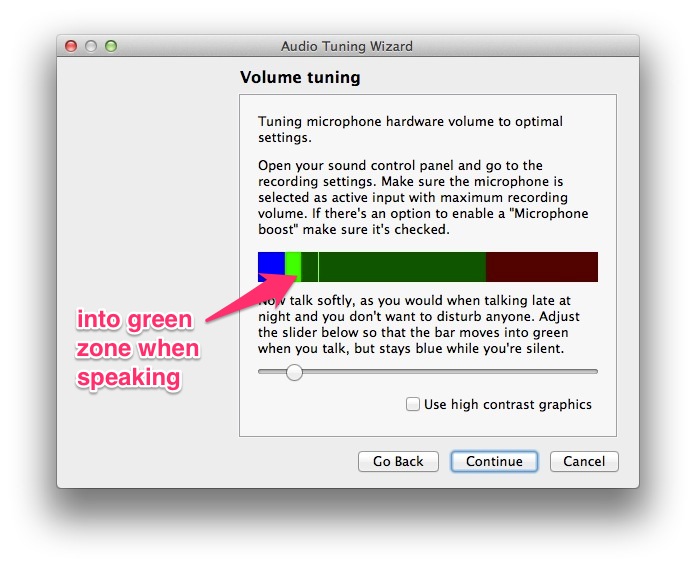 Audio Tuning Wizard
Volume tuning
Tuning microphone hardware volume to optimal
settings.
Open your sound control panel and go to the
recording settings. Make sure the microphone is
selected as active input with maximum recording
volume. If there's an option to enable a "Microphone
boost" make sure it's checked.
Now talk softly, as you would when talking late at
night and you don't want to disturb anyone. Adjust
the slider below so that the bar moves into green
when you talk, but stays blue while you're silent.
into green
zone when
speaking
Use high contrast graphics
Go Back
Continue
Cancel